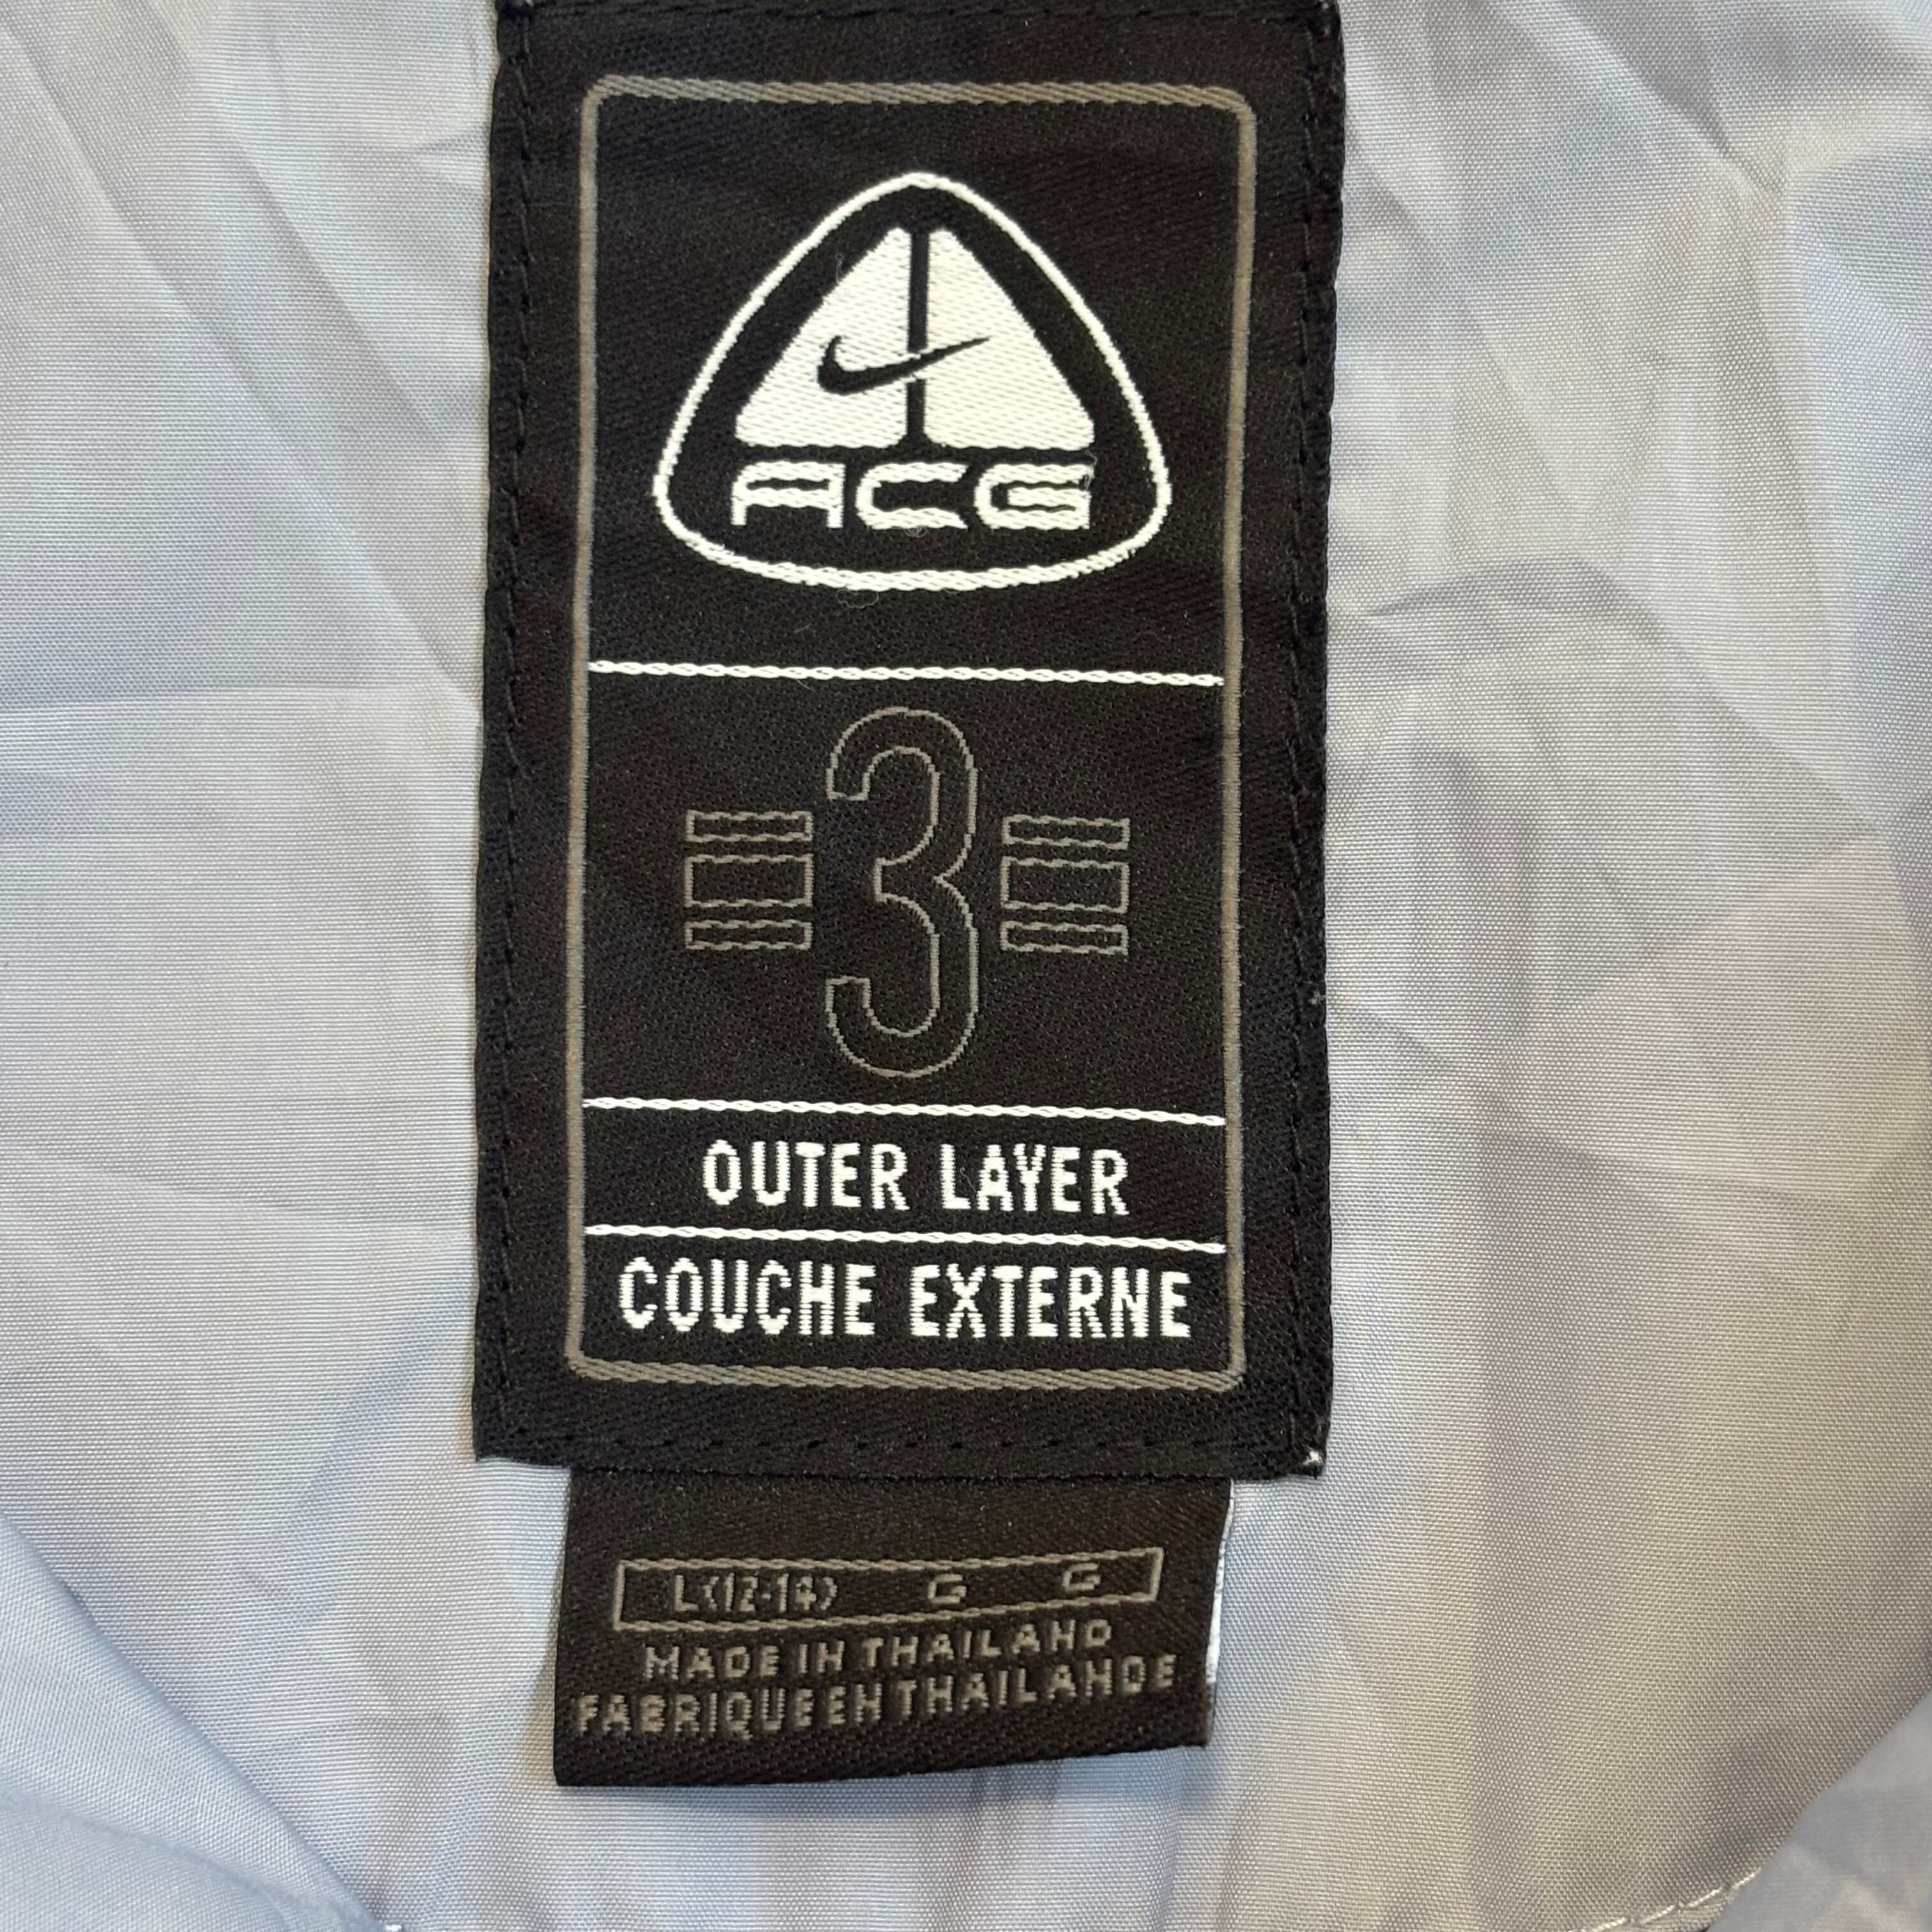 ACG
3
OUTER LAYER
COUCHE EXTERNE
L(12-14) G G
MADE IN THAILAND
FABRIQUE EN THAILANDE